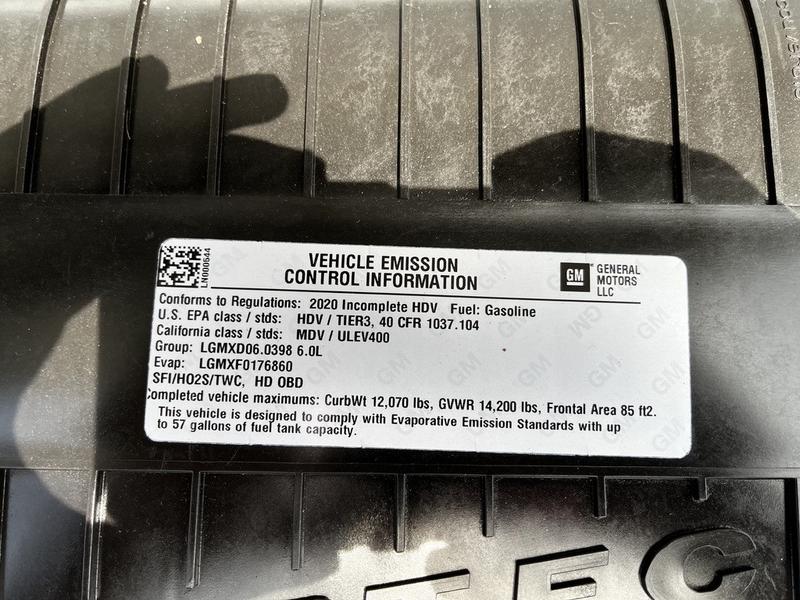 LN000644
VEHICLE EMISSION
CONTROL INFORMATION
GM
GENERAL
MOTORS
LLC
Conforms to Regulations: 2020 Incomplete HDV Fuel: Gasoline
U.S. EPA class / stds: HDV / TIER3, 40 CFR 1037.104
California class / stds: MDV / ULEV400
Group: LGMXD06.0398 6.0L
Evap: LGMXF0176860
SFI/HO2S/TWC, HD OBD
Completed vehicle maximums: CurbWt 12,070 lbs, GVWR 14,200 lbs, Frontal Area 85 ft2.
This vehicle is designed to comply with Evaporative Emission Standards with up
to 57 gallons of fuel tank capacity.
TEC